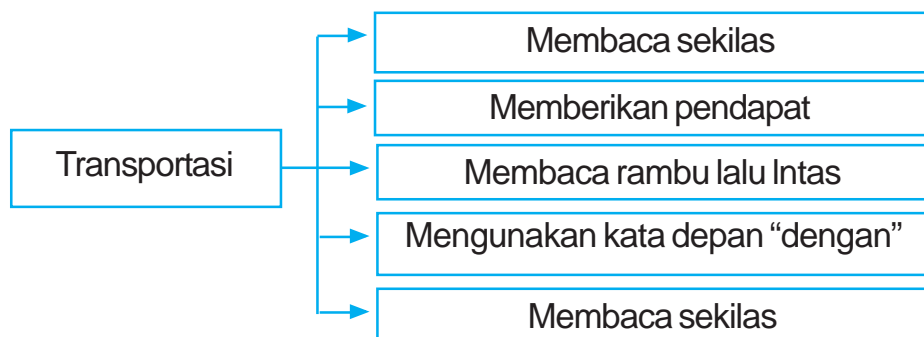 Membaca sekilas
Memberikan pendapat
Transportasi
Membaca rambu lalu lntas
Mengunakan kata depan “dengan”
Membaca sekilas